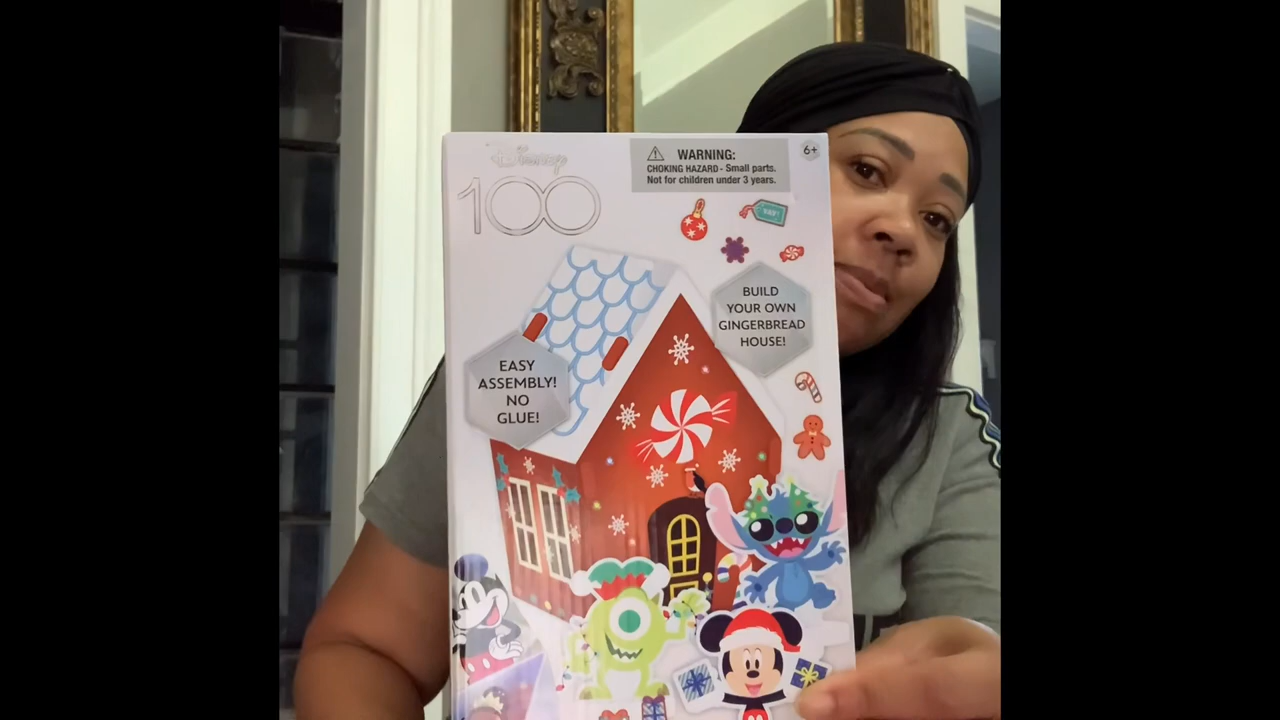 Disney
100
WARNING:
CHOKING HAZARD - Small parts.
Not for children under 3 years.
6+
YAY!
BUILD
YOUR OWN
GINGERBREAD
HOUSE!
EASY
ASSEMBLY!
NO
GLUE!